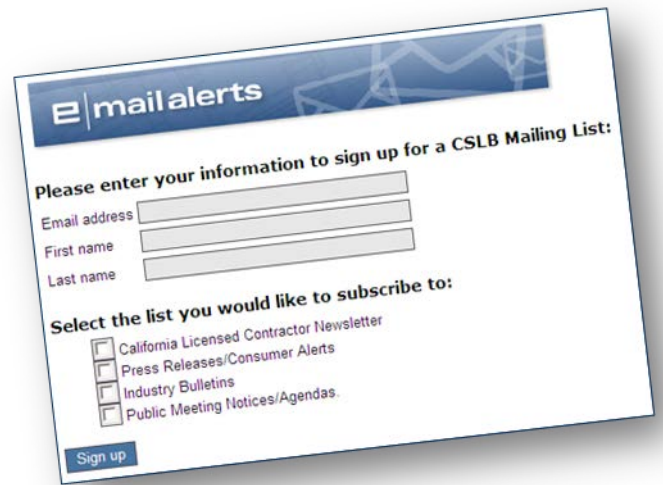 e|mail alerts
Please enter your information to sign up for a CSLB Mailing List:
Email address
First name
Last name
Select the list you would like to subscribe to:
California Licensed Contractor Newsletter
Press Releases/Consumer Alerts
Industry Bulletins
Public Meeting Notices/Agendas.
Sign up